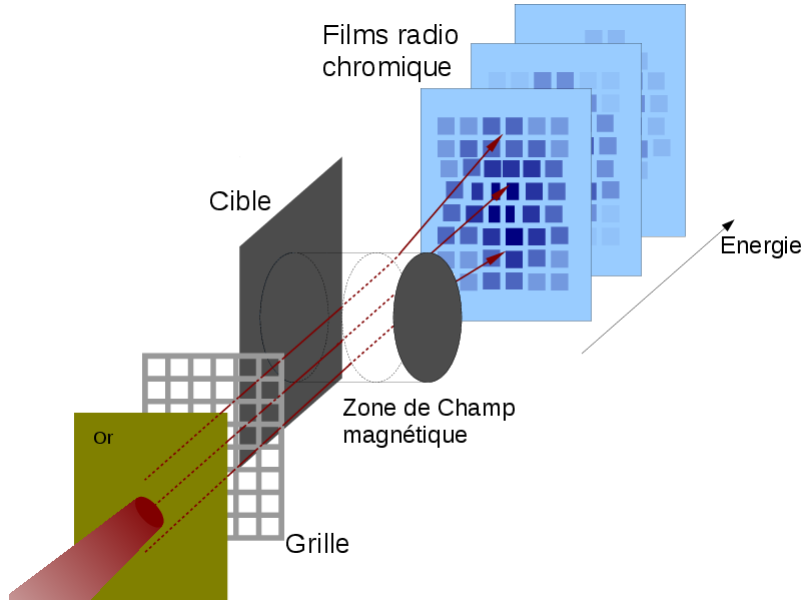 Films radio
chromique
Cible
Energie
Zone de Champ
magnétique
Or
Grille